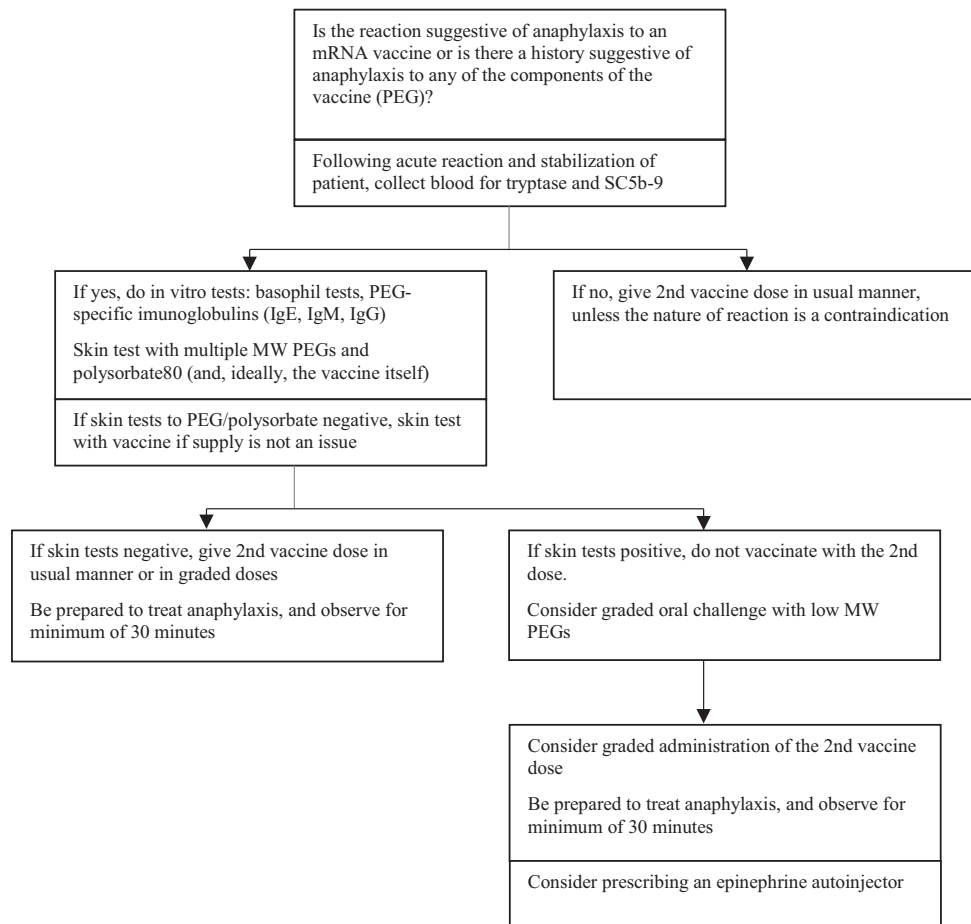 Is the reaction suggestive of anaphylaxis to an
mRNA vaccine or is there a history suggestive of
anaphylaxis to any of the components of the
vaccine (PEG)?
Following acute reaction and stabilization of
patient, collect blood for tryptase and SC5b-9
If yes, do in vitro tests: basophil tests, PEG-
specific imunoglobulins (IgE, IgM, IgG)
Skin test with multiple MW PEGs and
polysorbate80 (and, ideally, the vaccine itself)
If skin tests to PEG/polysorbate negative, skin test
with vaccine if supply is not an issue
If no, give 2nd vaccine dose in usual manner,
unless the nature of reaction is a contraindication
If skin tests negative, give 2nd vaccine dose in
usual manner or in graded doses
Be prepared to treat anaphylaxis, and observe for
minimum of 30 minutes
If skin tests positive, do not vaccinate with the 2nd
dose.
Consider graded oral challenge with low MW
PEGs
Consider graded administration of the 2nd vaccine
dose
Be prepared to treat anaphylaxis, and observe for
minimum of 30 minutes
Consider prescribing an epinephrine autoinjector